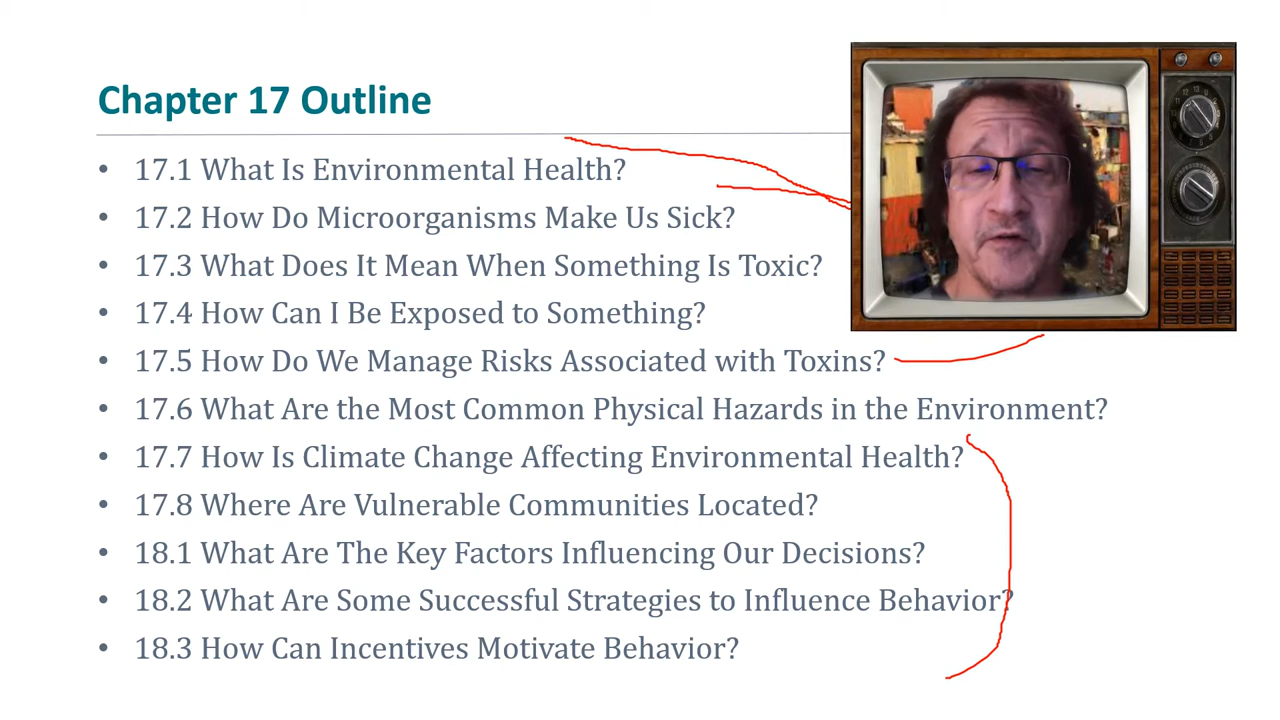 Chapter 17 Outline
• 17.1 What Is Environmental Health?
• 17.2 How Do Microorganisms Make Us Sick?
• 17.3 What Does It Mean When Something Is Toxic?
• 17.4 How Can I Be Exposed to Something?
• 17.5 How Do We Manage Risks Associated with Toxins?
• 17.6 What Are the Most Common Physical Hazards in the Environment?
• 17.7 How Is Climate Change Affecting Environmental Health?
• 17.8 Where Are Vulnerable Communities Located?
• 18.1 What Are The Key Factors Influencing Our Decisions?
• 18.2 What Are Some Successful Strategies to Influence Behavior?
• 18.3 How Can Incentives Motivate Behavior?